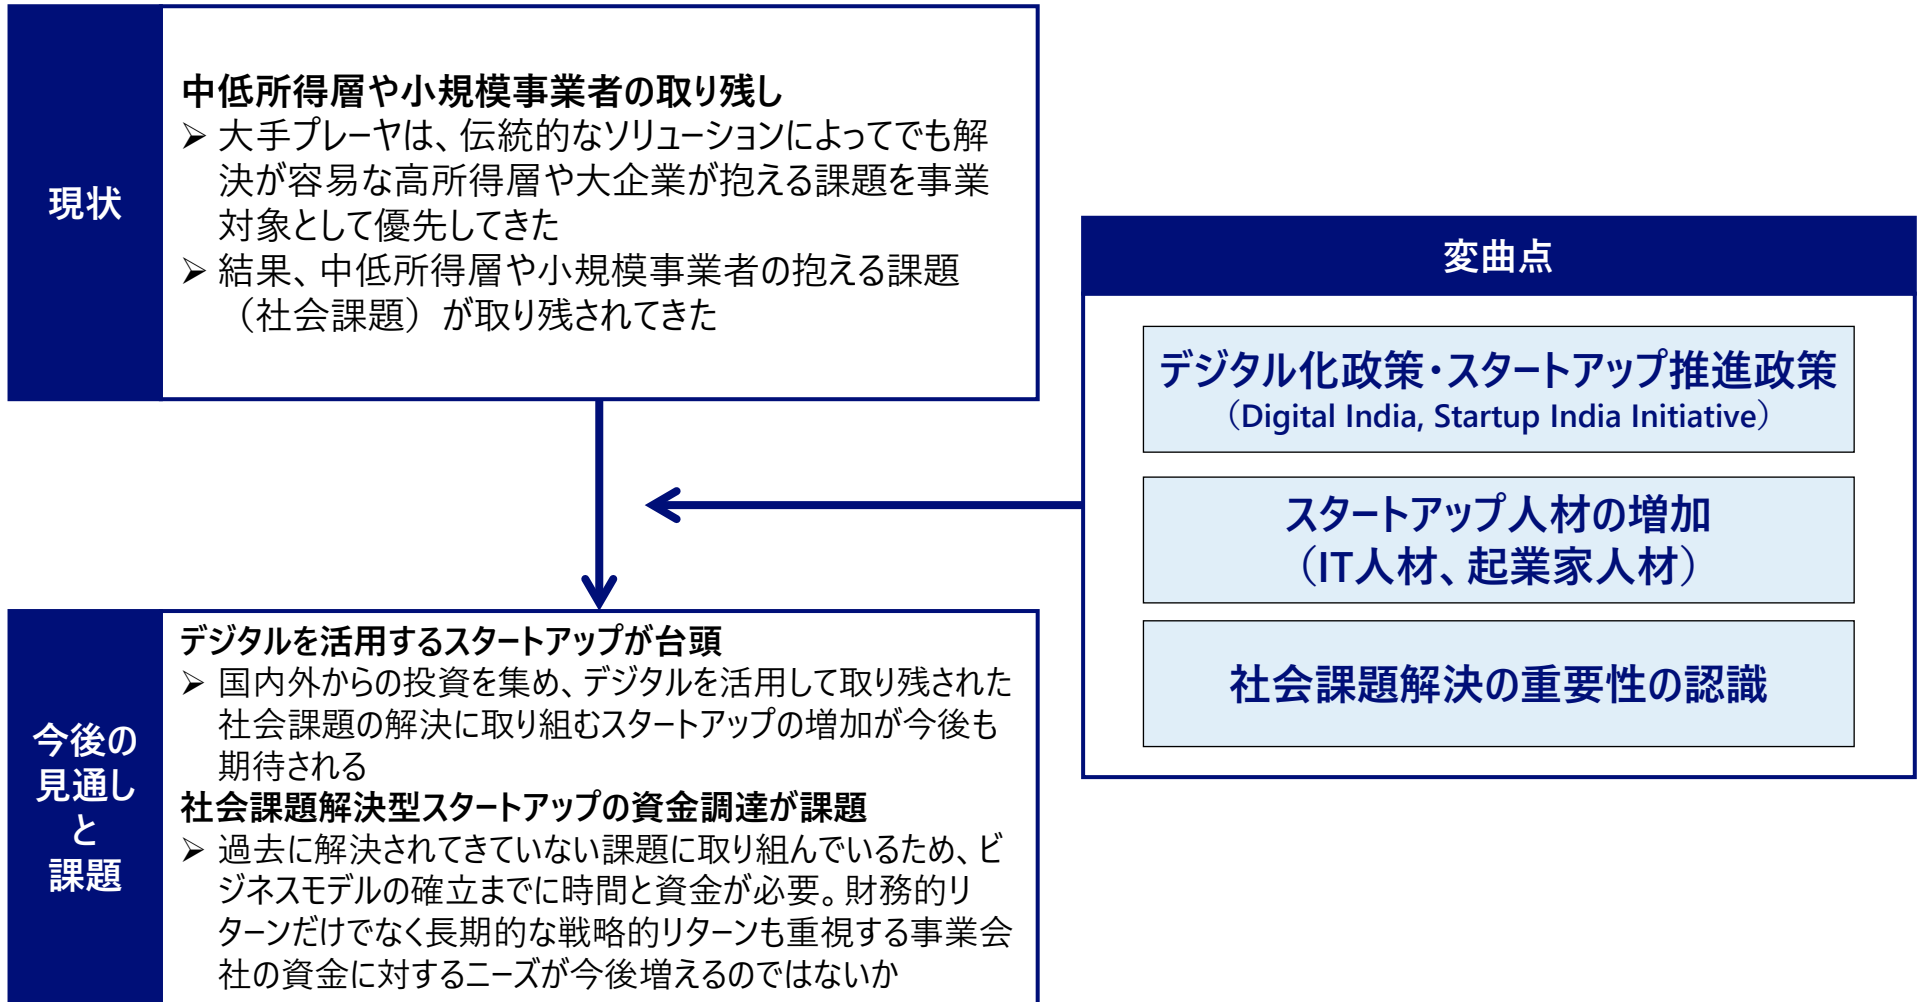 現状
中低所得層や小規模事業者の取り残し
➢ 大手プレーヤは、伝統的なソリューションによってでも解
決が容易な高所得層や大企業が抱える課題を事業
対象として優先してきた
➢ 結果、中低所得層や小規模事業者の抱える課題
（社会課題）が取り残されてきた
変曲点
デジタル化政策・スタートアップ推進政策
（Digital India, Startup India Initiative）
スタートアップ人材の増加
（IT人材、起業家人材）
社会課題解決の重要性の認識
今後の
見通し
と
課題
デジタルを活用するスタートアップが台頭
➢ 国内外からの投資を集め、デジタルを活用して取り残された
社会課題の解決に取り組むスタートアップの増加が今後も
期待される
社会課題解決型スタートアップの資金調達が課題
➢ 過去に解決されてきていない課題に取り組んでいるため、ビ
ジネスモデルの確立までに時間と資金が必要。財務的リ
ターンだけでなく長期的な戦略的リターンも重視する事業会
社の資金に対するニーズが今後増えるのではないか